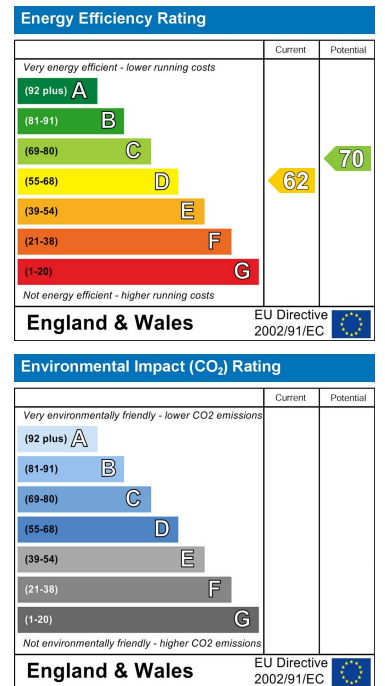 Energy Efficiency Rating
Current Potential
Very energy efficient - lower running costs
(92 plus) A
(81-91) B
(69-80) C
70
(55-68) D
62
(39-54) E
(21-38) F
(1-20) G
Not energy efficient - higher running costs
England & Wales
EU Directive
2002/91/EC
Environmental Impact (CO₂) Rating
Current Potential
Very environmentally friendly - lower CO2 emissions
(92 plus) A
(81-91) B
(69-80) C
(55-68) D
(39-54) E
(21-38) F
(1-20) G
Not environmentally friendly - higher CO2 emissions
England & Wales
EU Directive
2002/91/EC